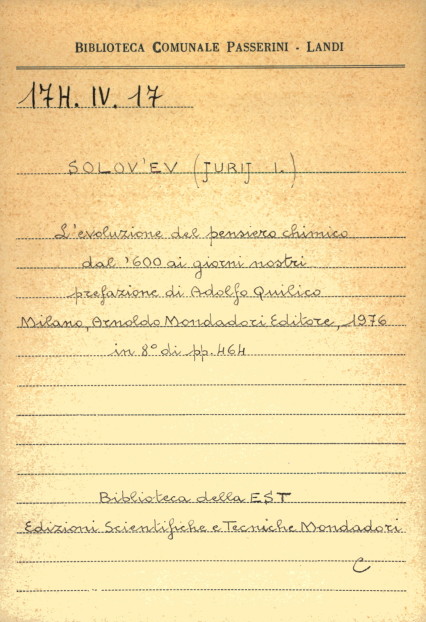 BIBLIOTECA COMUNALE PASSERINI - LANDI
17H. IV. 17
SOLOV'EV (JURIJ I.)
L'evoluzione del pensiero chimico
dal '600 ai giorni nostri
prefazione di Adolfo Quilico
Milano, Arnoldo Mondadori Editore, 1976
in 8° di pp. 464
Biblioteca della EST
Edizioni Scientifiche e Tecniche Mondadori
C